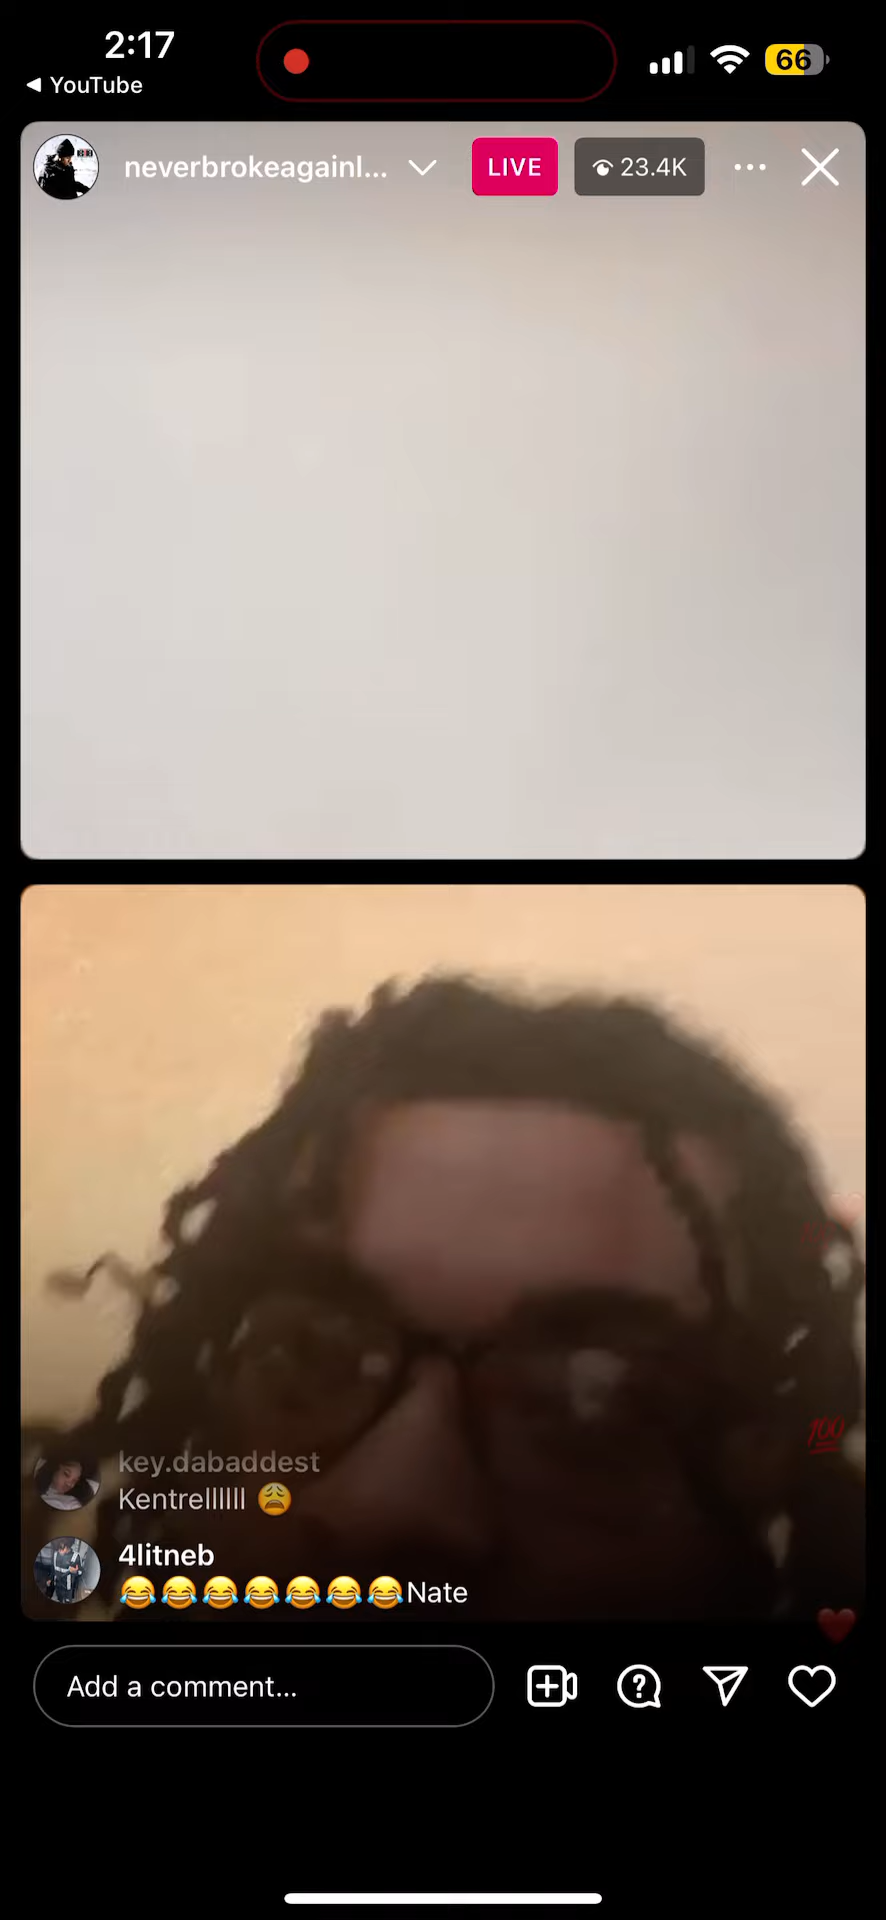 2:17
66
◀ YouTube
neverbrokeagainl...
LIVE
23.4K
key.dabaddest
Kentrellllll 😩
4litneb
😂😂😂😂😂😂😂Nate
💯
Add a comment...